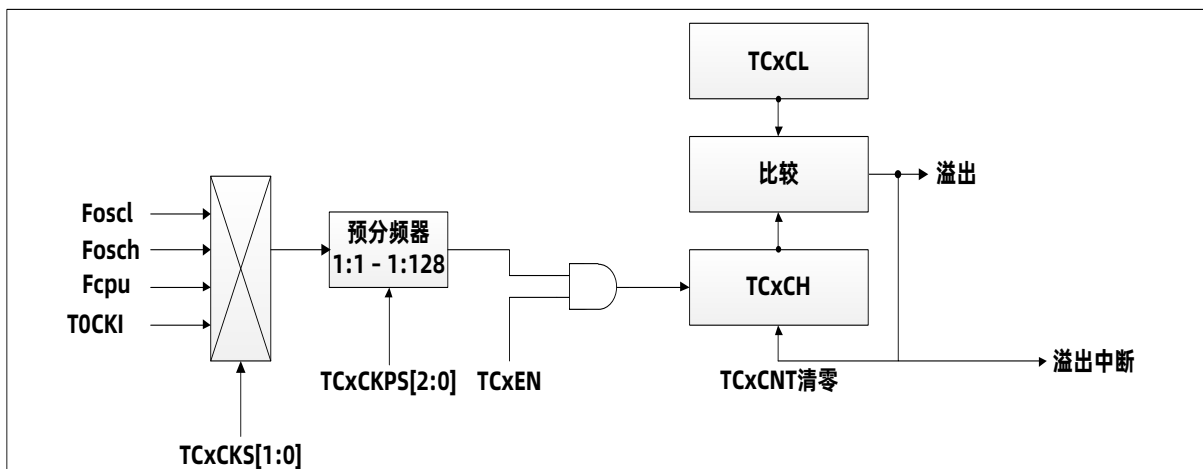 TCxCL
比较
溢出
Foscl
Fosch
Fcpu
T0CKI
预分频器
1:1 – 1:128
TCxCH
TCxCKPS[2:0]
TCxEN
TCxCNT清零
溢出中断
TCxCKS[1:0]